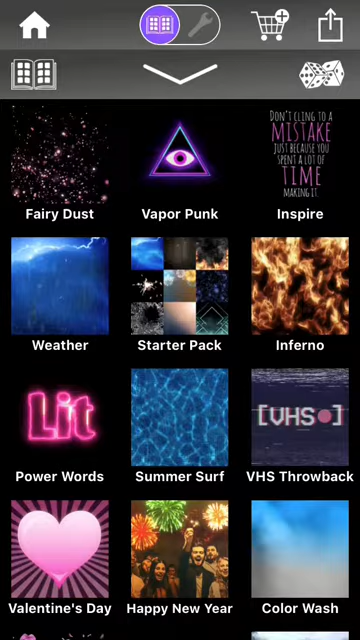 DON'T CLING TO A
MISTAKE
JUST BECAUSE YOU
SPENT A LOT OF
TIME
MAKING IT.
Fairy Dust
Vapor Punk
Inspire
Weather
Starter Pack
Inferno
Lit
[VHS●]
Power Words
Summer Surf
VHS Throwback
Valentine's Day
Happy New Year
Color Wash